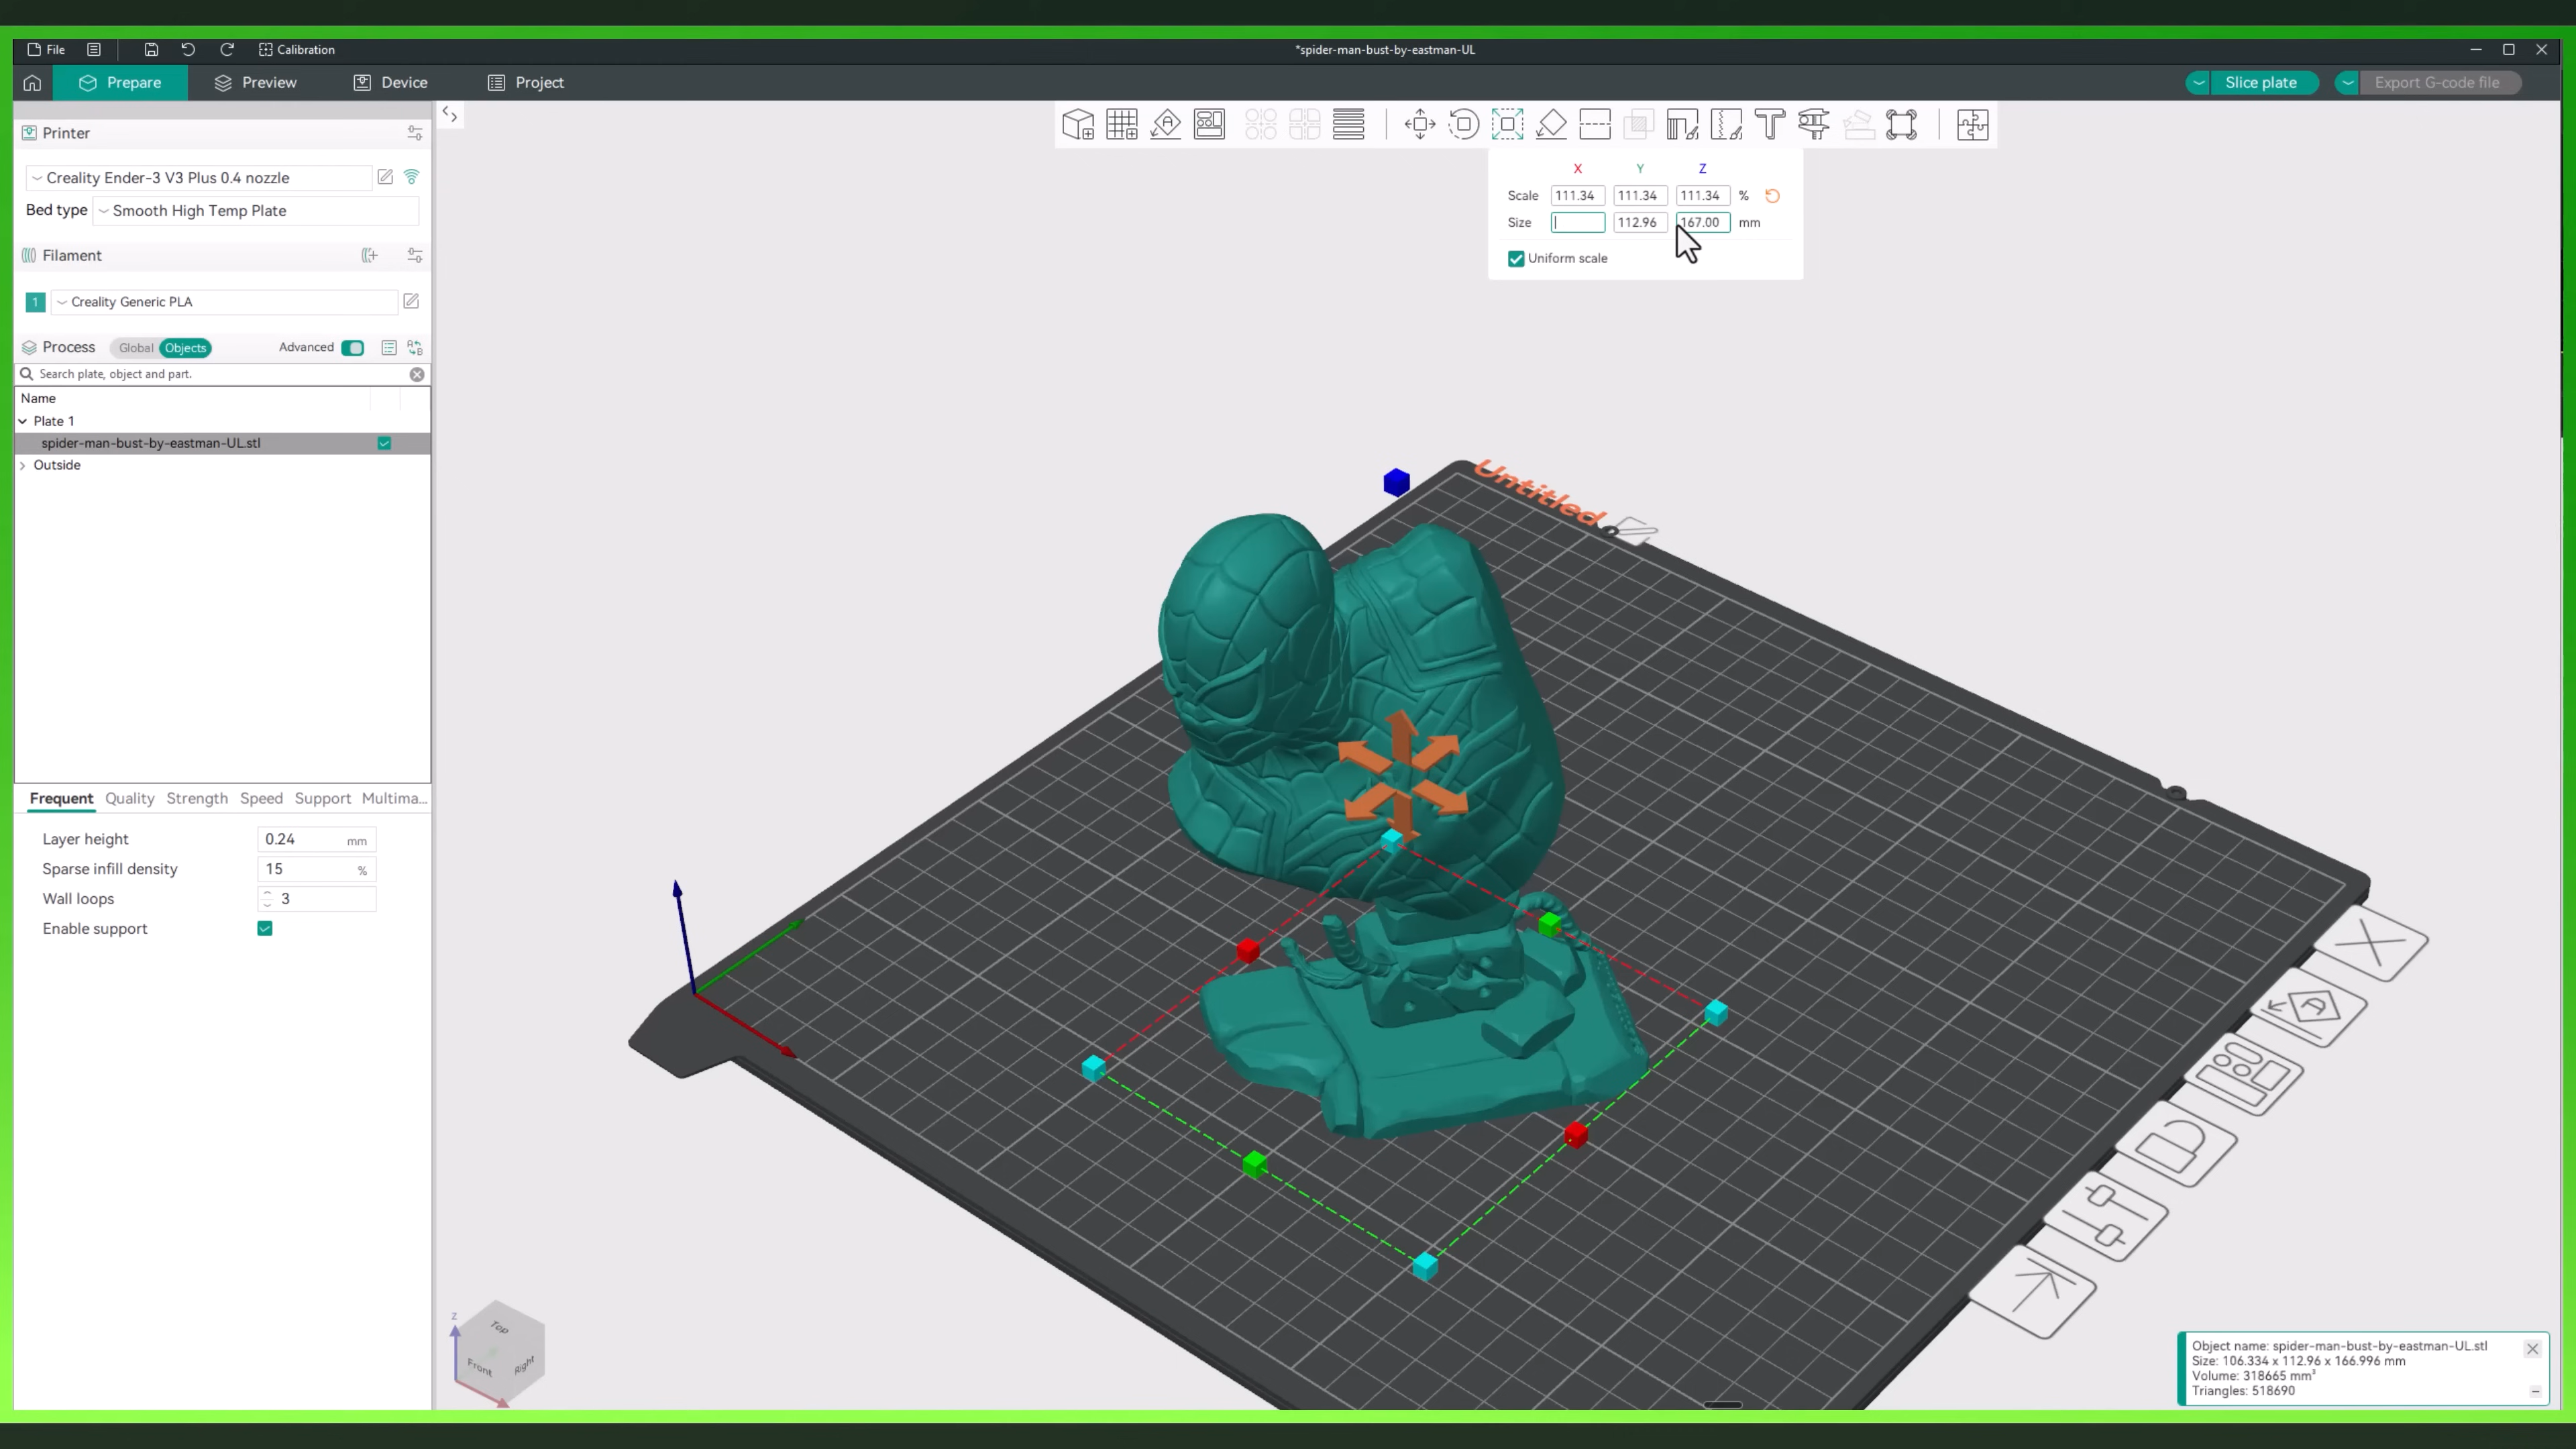 File
Calibration
*spider-man-bust-by-eastman-UL
Prepare
Preview
Device
Project
Slice plate
Export G-code file
Printer
Creality Ender-3 V3 Plus 0.4 nozzle
Bed type
Smooth High Temp Plate
Filament
1
Creality Generic PLA
Process
Global
Objects
Advanced
Search plate, object and part.
Name
Plate 1
spider-man-bust-by-eastman-UL.stl
Outside
Frequent
Quality
Strength
Speed
Support
Multima...
Layer height
0.24
mm
Sparse infill density
15
%
Wall loops
3
Enable support
X
Y
Z
Scale
111.34
111.34
111.34
%
Size
112.96
167.00
mm
Uniform scale
Untitled
Z
Top
Front
Right
Object name: spider-man-bust-by-eastman-UL.stl
Size: 106.334 x 112.96 x 166.996 mm
Volume: 318665 mm³
Triangles: 518690